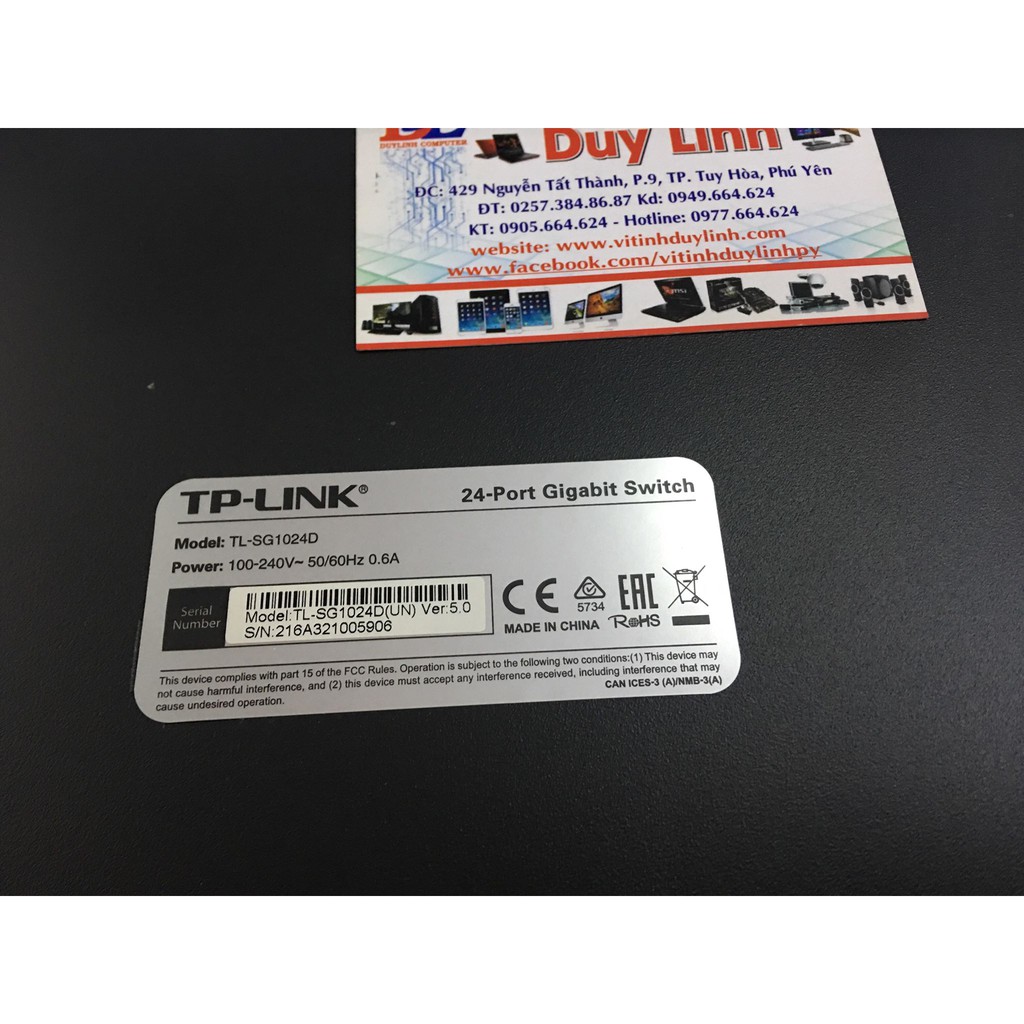 DUYLINH COMPUTER
Duy Linh
ĐC: 429 Nguyễn Tất Thành, P.9, TP. Tuy Hòa, Phú Yên
ĐT: 0257.384.86.87 Kd: 0949.664.624
KT: 0905.664.624 - Hotline: 0977.664.624
website: www.vitinhduylinh.com
www.facebook.com/vitinhduylinhpy
TP-LINK® 24-Port Gigabit Switch
Model: TL-SG1024D
Power: 100-240V~ 50/60Hz 0.6A
Serial Number
Model:TL-SG1024D(UN) Ver:5.0
S/N:216A321005906
CE 5734 EAC
MADE IN CHINA RoHS
This device complies with part 15 of the FCC Rules. Operation is subject to the following two conditions:(1) This device may
not cause harmful interference, and (2) this device must accept any interference received, including interference that may
cause undesired operation. CAN ICES-3 (A)/NMB-3(A)